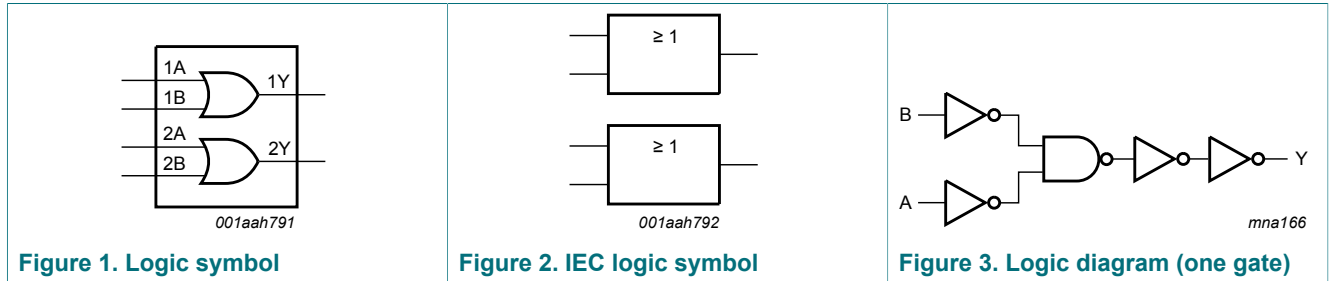 1A
1Y
1B
2A
2Y
2B
001aah791
Figure 1. Logic symbol
≥ 1
≥ 1
001aah792
Figure 2. IEC logic symbol
B
Y
A
mna166
Figure 3. Logic diagram (one gate)